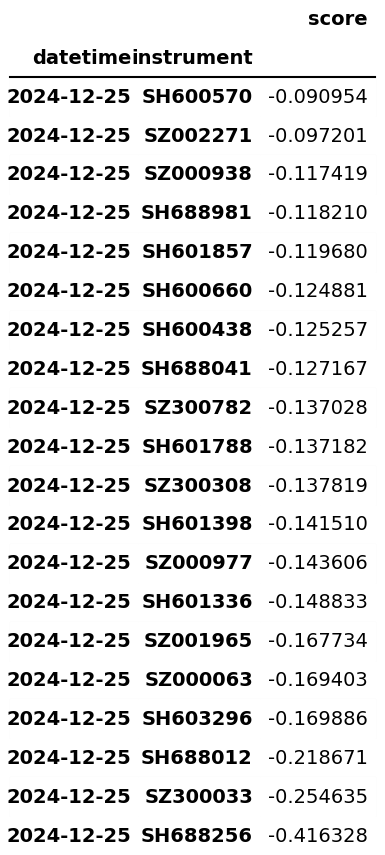 score
datetime instrument
2024-12-25 SH600570 -0.090954
2024-12-25 SZ002271 -0.097201
2024-12-25 SZ000938 -0.117419
2024-12-25 SH688981 -0.118210
2024-12-25 SH601857 -0.119680
2024-12-25 SH600660 -0.124881
2024-12-25 SH600438 -0.125257
2024-12-25 SH688041 -0.127167
2024-12-25 SZ300782 -0.137028
2024-12-25 SH601788 -0.137182
2024-12-25 SZ300308 -0.137819
2024-12-25 SH601398 -0.141510
2024-12-25 SZ000977 -0.143606
2024-12-25 SH601336 -0.148833
2024-12-25 SZ001965 -0.167734
2024-12-25 SZ000063 -0.169403
2024-12-25 SH603296 -0.169886
2024-12-25 SH688012 -0.218671
2024-12-25 SZ300033 -0.254635
2024-12-25 SH688256 -0.416328